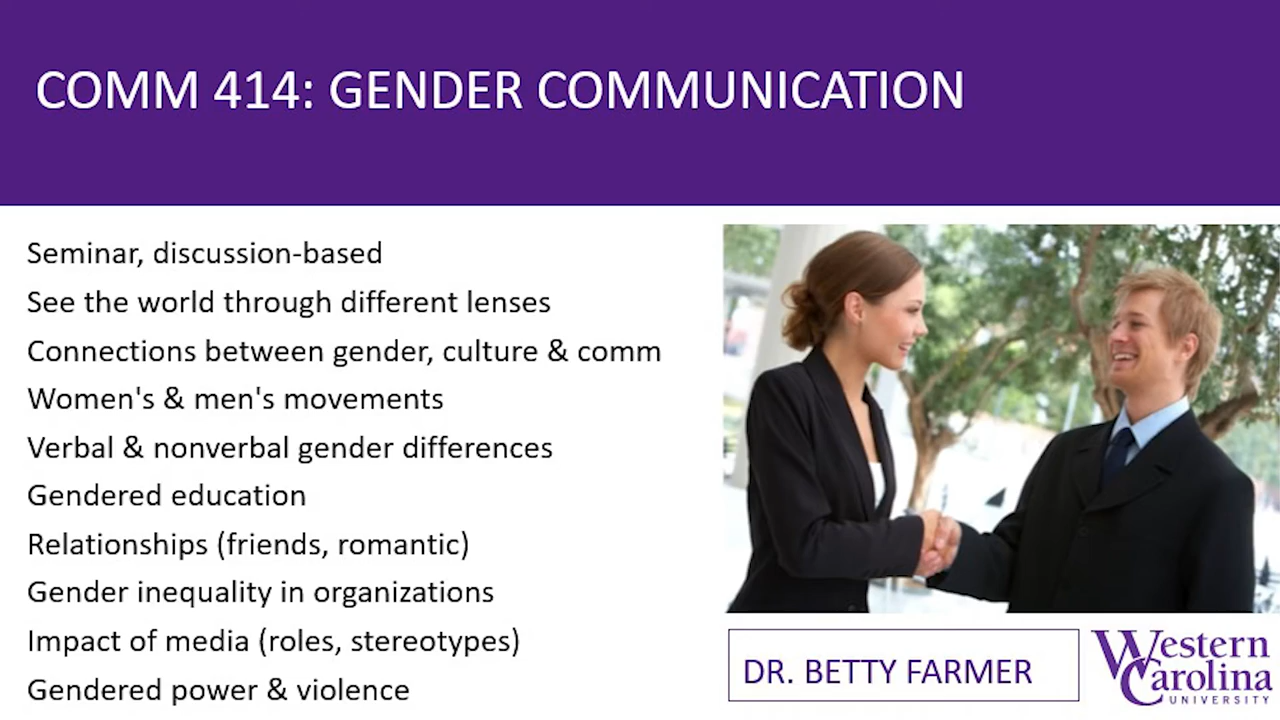 COMM 414: GENDER COMMUNICATION
Seminar, discussion-based
See the world through different lenses
Connections between gender, culture & comm
Women's & men's movements
Verbal & nonverbal gender differences
Gendered education
Relationships (friends, romantic)
Gender inequality in organizations
Impact of media (roles, stereotypes)
Gendered power & violence
DR. BETTY FARMER
Western
Carolina
UNIVERSITY